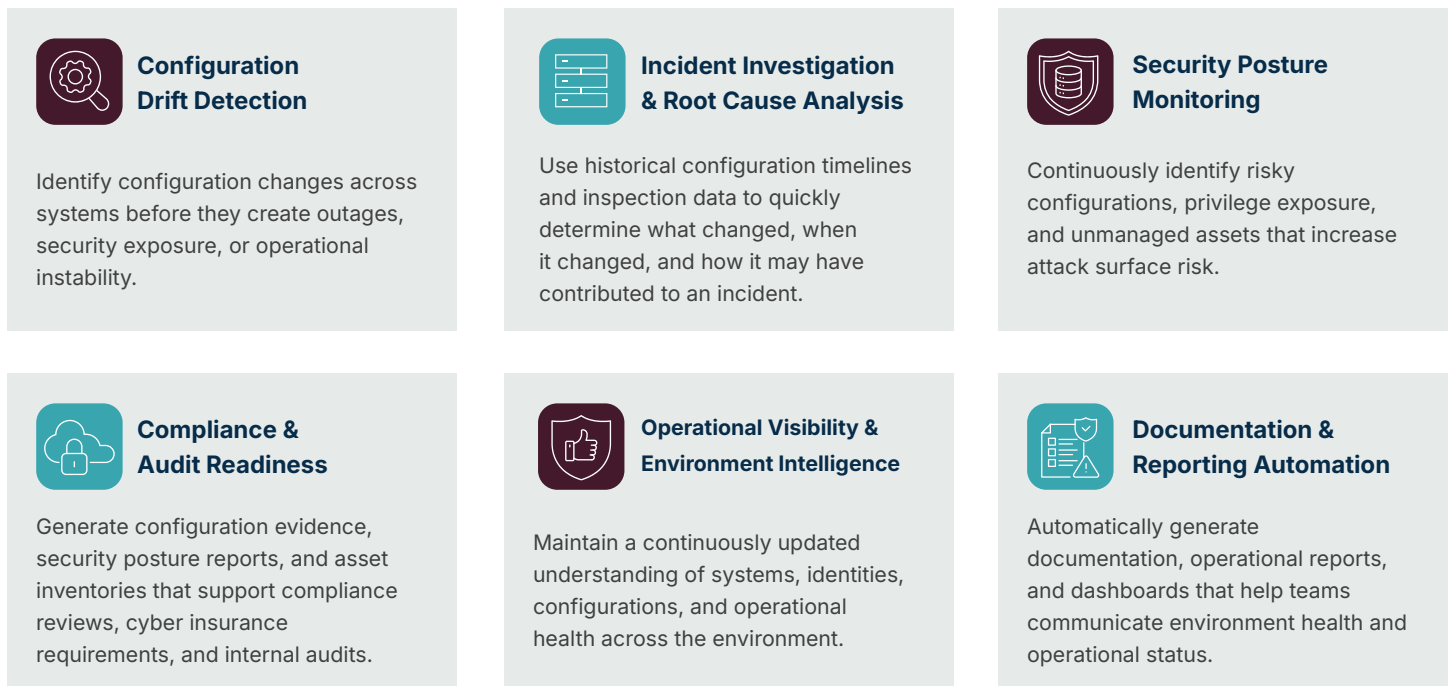 Configuration
Drift Detection
Identify configuration changes across
systems before they create outages,
security exposure, or operational
instability.
Incident Investigation
& Root Cause Analysis
Use historical configuration timelines
and inspection data to quickly
determine what changed, when
it changed, and how it may have
contributed to an incident.
Security Posture
Monitoring
Continuously identify risky
configurations, privilege exposure,
and unmanaged assets that increase
attack surface risk.
Compliance &
Audit Readiness
Generate configuration evidence,
security posture reports, and asset
inventories that support compliance
reviews, cyber insurance
requirements, and internal audits.
Operational Visibility &
Environment Intelligence
Maintain a continuously updated
understanding of systems, identities,
configurations, and operational
health across the environment.
Documentation &
Reporting Automation
Automatically generate
documentation, operational reports,
and dashboards that help teams
communicate environment health and
operational status.